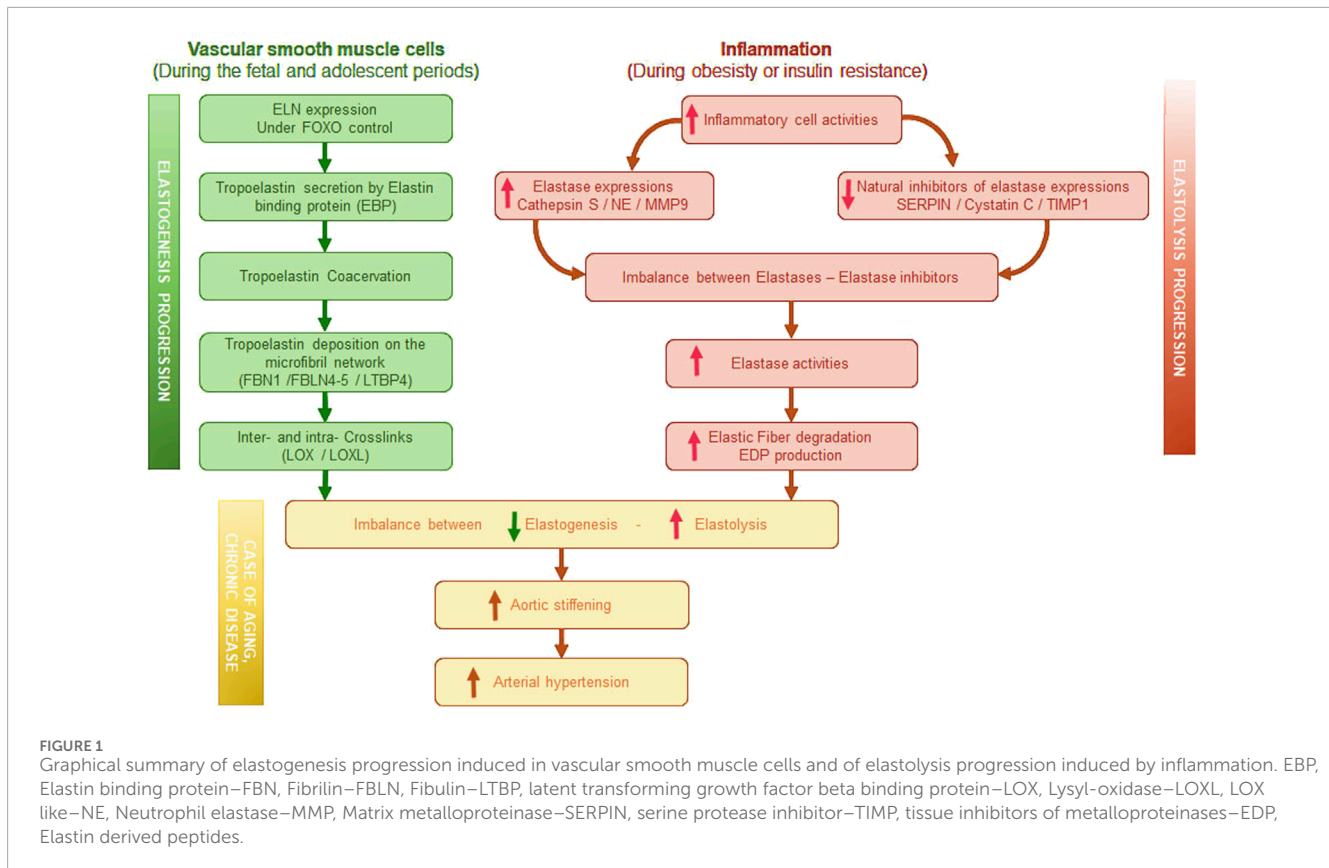 Vascular smooth muscle cells
(During the fetal and adolescent periods)
ELASTOGENESIS PROGRESSION
ELN expression
Under FOXO control
Tropoelastin secretion by Elastin
binding protein (EBP)
Tropoelastin Coacervation
Tropoelastin deposition on the
microfibril network
(FBN1 /FBLN4-5 / LTBP4)
Inter- and intra- Crosslinks
(LOX / LOXL)
Inflammation
(During obesisty or insulin resistance)
Inflammatory cell activities
Elastase expressions
Cathepsin S / NE / MMP9
Natural inhibitors of elastase expressions
SERPIN / Cystatin C / TIMP1
Imbalance between Elastases – Elastase inhibitors
Elastase activities
Elastic Fiber degradation
EDP production
ELASTOLYSIS PROGRESSION
CASE OF AGING,
CHRONIC DISEASE
Imbalance between Elastogenesis - Elastolysis
Aortic stiffening
Arterial hypertension
FIGURE 1
Graphical summary of elastogenesis progression induced in vascular smooth muscle cells and of elastolysis progression induced by inflammation. EBP,
Elastin binding protein–FBN, Fibrilin–FBLN, Fibulin–LTBP, latent transforming growth factor beta binding protein–LOX, Lysyl-oxidase–LOXL, LOX
like–NE, Neutrophil elastase–MMP, Matrix metalloproteinase–SERPIN, serine protease inhibitor–TIMP, tissue inhibitors of metalloproteinases–EDP,
Elastin derived peptides.